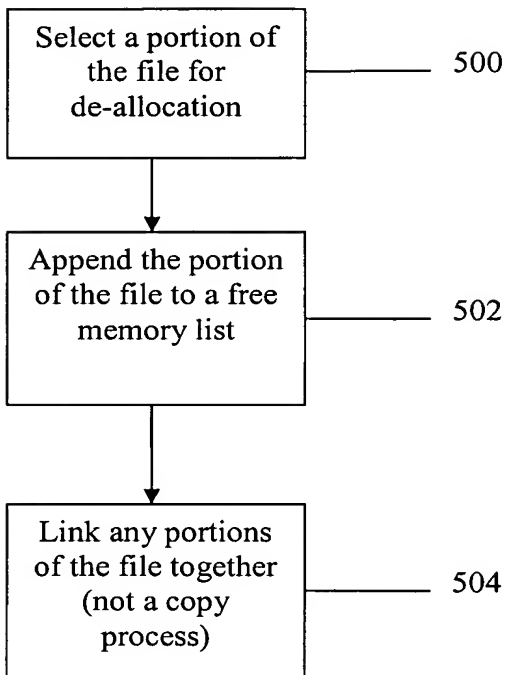 Select a portion of
the file for
de-allocation
500
Append the portion
of the file to a free
memory list
502
Link any portions
of the file together
(not a copy
process)
504